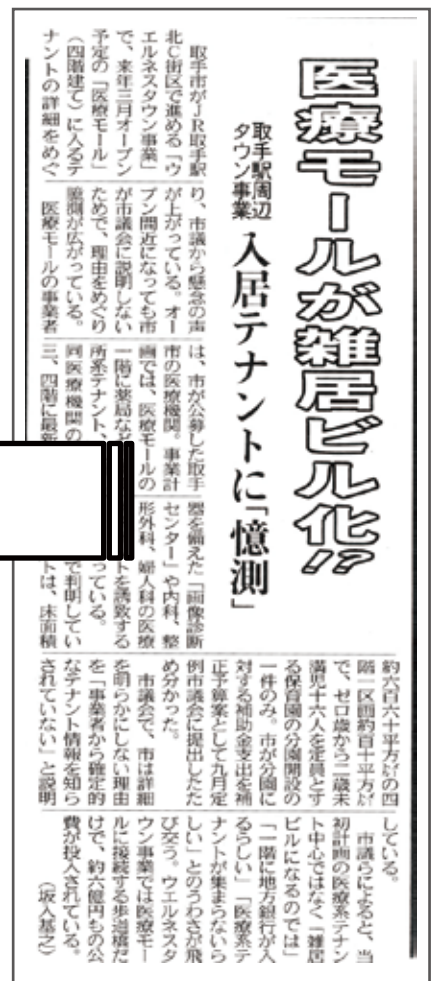 医療モールが雑居ビル化!?
取手駅周辺
タウン事業
入居テナントに「憶測」
取手市がJR取手駅
北C街区で進める「ウ
エルネスタウン事業」
で、来年三月オープン
予定の「医療モール」
（四階建て）に入るテ
ナントの詳細をめぐ
り、市議から懸念の声
が上がっている。オー
プン間近になっても市
が市議会に説明しない
ためで、理由をめぐり
臆測が広がっている。
医療モールの事業者
は、市が公募した取手
市の医療機関。事業計
画では、医療モールの
一階に薬局など
所系テナント、
同医療機関の
三、四階に最新
器を備えた「画像診断
センター」や内科、整
形外科、婦人科の医療
トを誘致する
っている。
で判明してい
トは、床面積
約六百六十平方㍍の四
階一区画約百十平方㍍
で、ゼロ歳から二歳未
満児十六人を定員とす
る保育園の分園開設の
一件のみ。市が分園に
対する補助金支出を補
正予算案として九月定
例市議会に提出したた
め分かった。
市議会で、市は詳細
を明らかにしない理由
を「事業者から確定的
なテナント情報を知ら
されていない」と説明
している。
市議らによると、当
初計画の医療系テナン
ト中心ではなく「雑居
ビルになるのでは」
「一階に地方銀行が入
るらしい」「医療系テ
ナントが集まらないら
しい」とのうわさが飛
び交う。ウエルネスタ
ウン事業では医療モー
ルに接続する歩道橋だ
けで、約六億円もの公
費が投入されている。
（坂入基之）